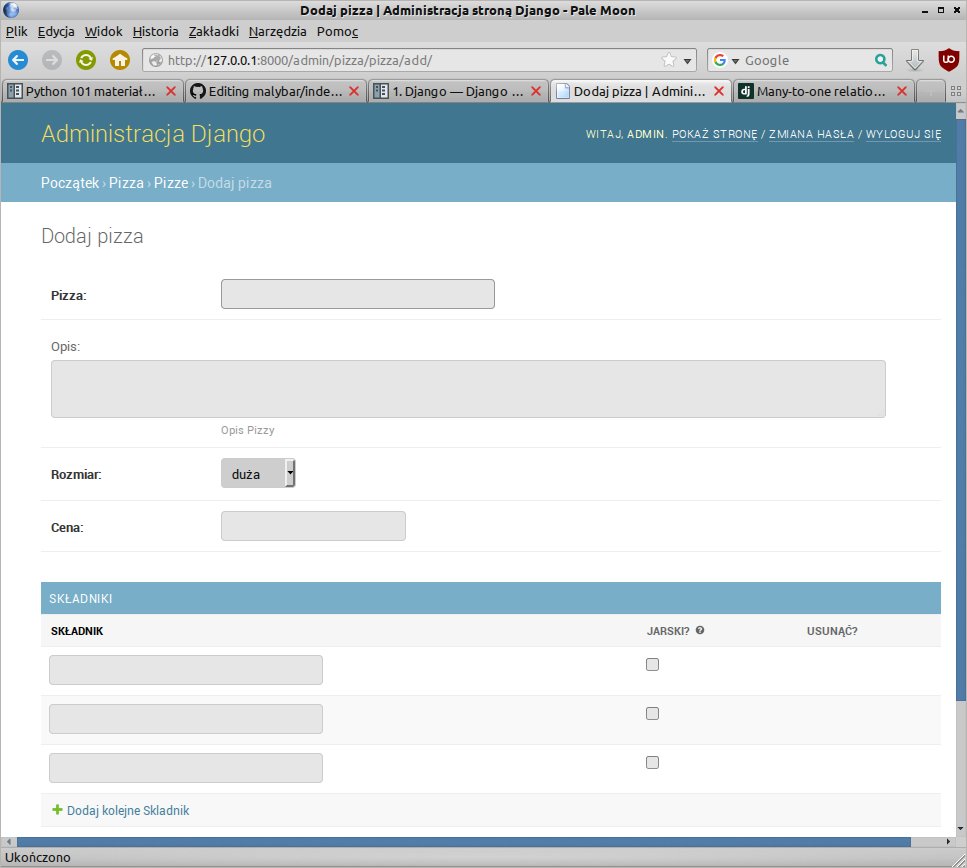 Dodaj pizza | Administracja stroną Django - Pale Moon
Plik Edycja Widok Historia Zakładki Narzędzia Pomoc
http://127.0.0.1:8000/admin/pizza/pizza/add/ Google
Python 101 materiał... Editing malybar/inde... 1. Django — Django ... Dodaj pizza | Admini... Many-to-one relatio...
Administracja Django
WITAJ, ADMIN. POKAŻ STRONĘ / ZMIANA HASŁA / WYLOGUJ SIĘ
Początek › Pizza › Pizze › Dodaj pizza
Dodaj pizza
Pizza:
Opis:
Opis Pizzy
Rozmiar: duża
Cena:
SKŁADNIKI
SKŁADNIK JARSKI? USUNĄĆ?
Dodaj kolejne Skladnik
Ukończono